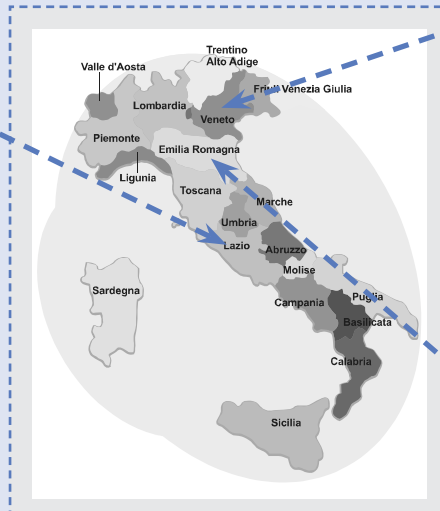 Trentino
Alto Adige
Valle d'Aosta
Friuli Venezia Giulia
Lombardia
Veneto
Piemonte
Emilia Romagna
Ligunia
Toscana
Marche
Umbria
Lazio
Abruzzo
Molise
Sardegna
Puglia
Campania
Basilicata
Calabria
Sicilia